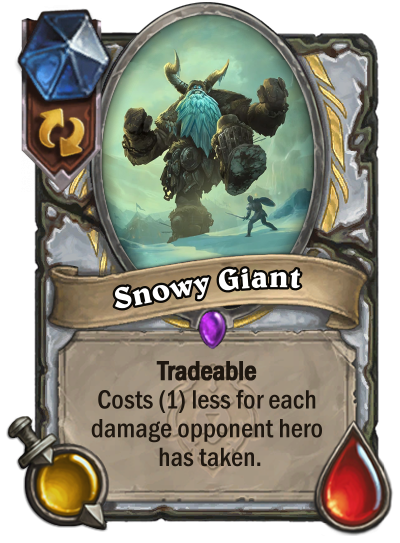 Snowy Giant
Tradeable
Costs (1) less for each
damage opponent hero
has taken.